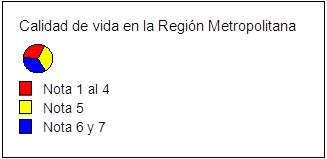 Calidad de vida en la Región Metropolitana
Nota 1 al 4
Nota 5
Nota 6 y 7